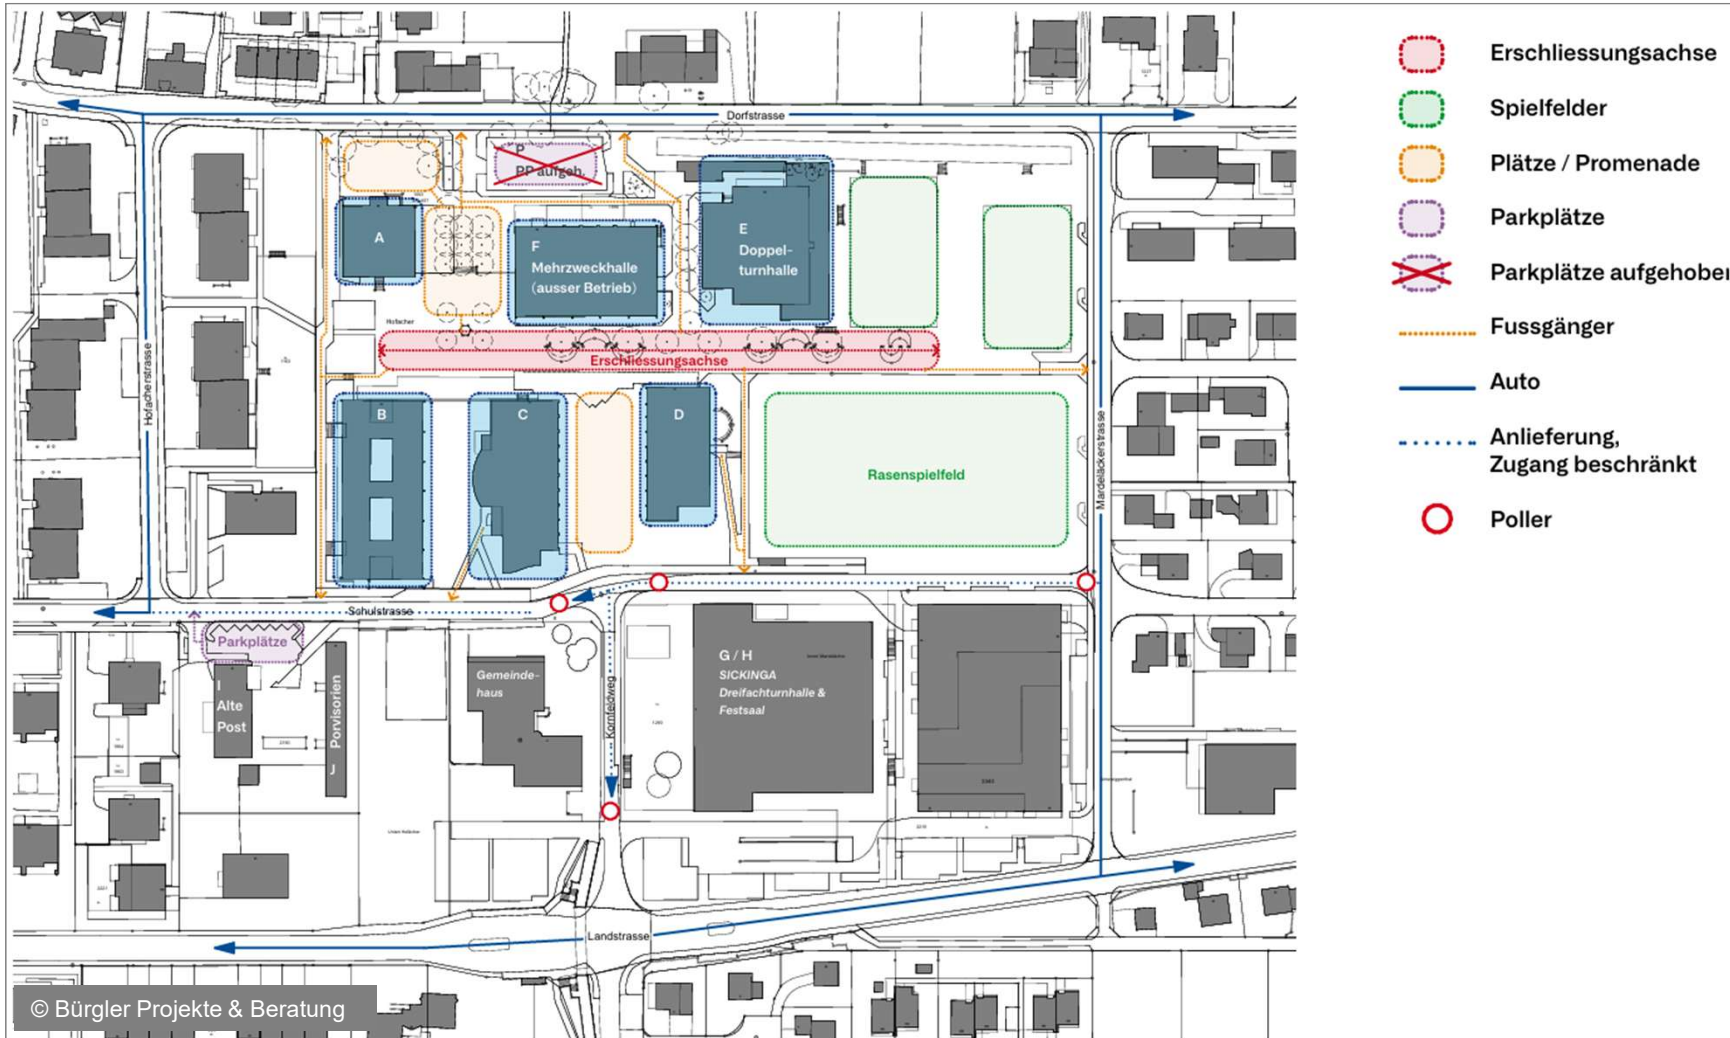 Erschliessungsachse
Spielfelder
Plätze / Promenade
Parkplätze
Parkplätze aufgehoben
Fussgänger
Auto
Anlieferung,
Zugang beschränkt
Poller
Dorfstrasse
P
PP aufgeh.
A
F
Mehrzweckhalle
(ausser Betrieb)
E
Doppel-
turnhalle
Hofacher
Erschliessungsachse
Hofacherstrasse
B
C
D
Rasenspielfeld
Mardeläckerstrasse
Schulstrasse
Parkplätze
I
Alte
Post
Porvisorien
J
Gemeinde-
haus
Kornfeldweg
G / H
SICKINGA
Dreifachturnhalle &
Festsaal
Landstrasse
© Bürgler Projekte & Beratung